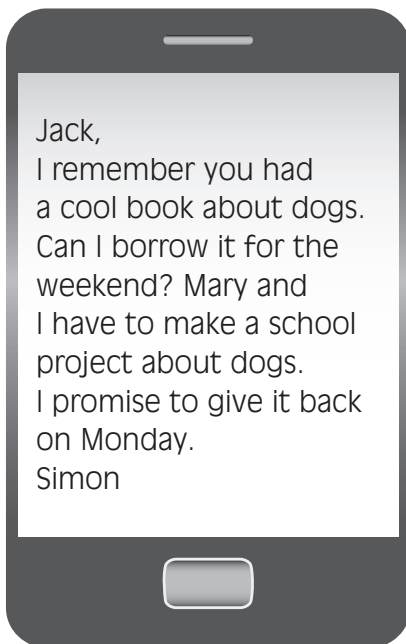 Jack,
I remember you had
a cool book about dogs.
Can I borrow it for the
weekend? Mary and
I have to make a school
project about dogs.
I promise to give it back
on Monday.
Simon